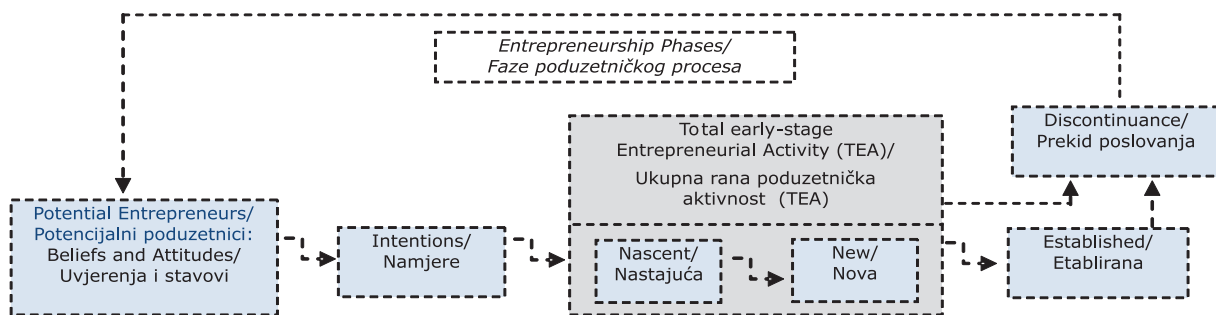 Entrepreneurship Phases/
Faze poduzetničkog procesa
Potential Entrepreneurs/
Potencijalni poduzetnici:
Beliefs and Attitudes/
Uvjerenja i stavovi
Intentions/
Namjere
Total early-stage
Entrepreneurial Activity (TEA)/
Ukupna rana poduzetnička
aktivnost (TEA)
Nascent/
Nastajuća
New/
Nova
Discontinuance/
Prekid poslovanja
Established/
Etablirana